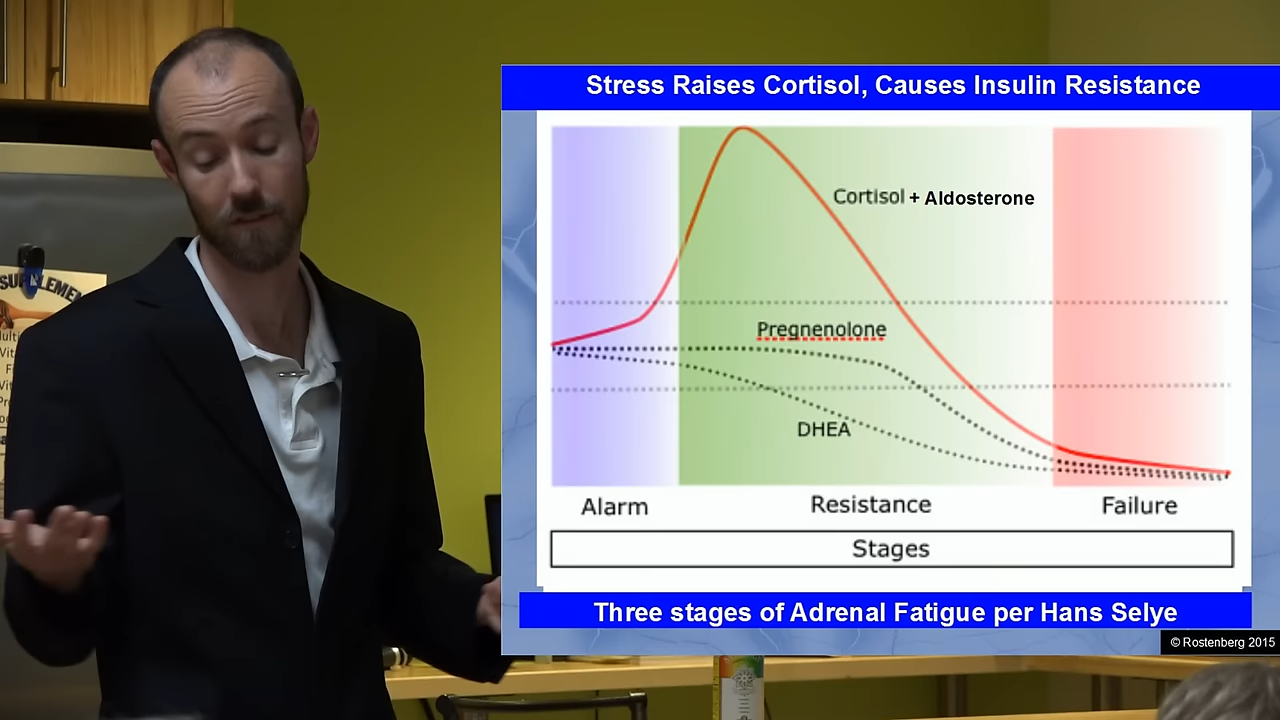 Stress Raises Cortisol, Causes Insulin Resistance
Cortisol + Aldosterone
Pregnenolone
DHEA
Alarm Resistance Failure
Stages
Three stages of Adrenal Fatigue per Hans Selye
© Rostenberg 2015